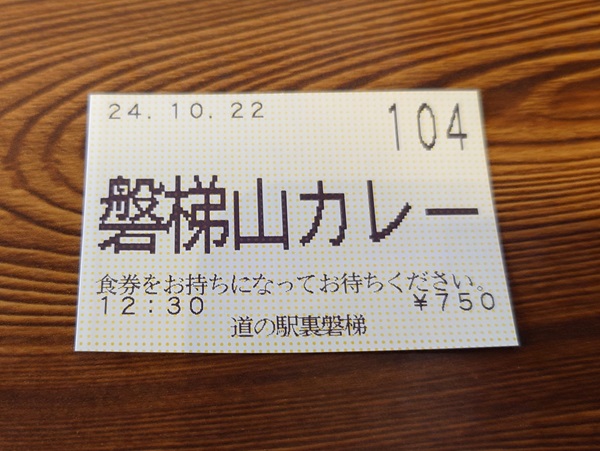 24.10.22
104
磐梯山カレー
食券をお持ちになってお待ちください。
12:30 ¥750
道の駅裏磐梯